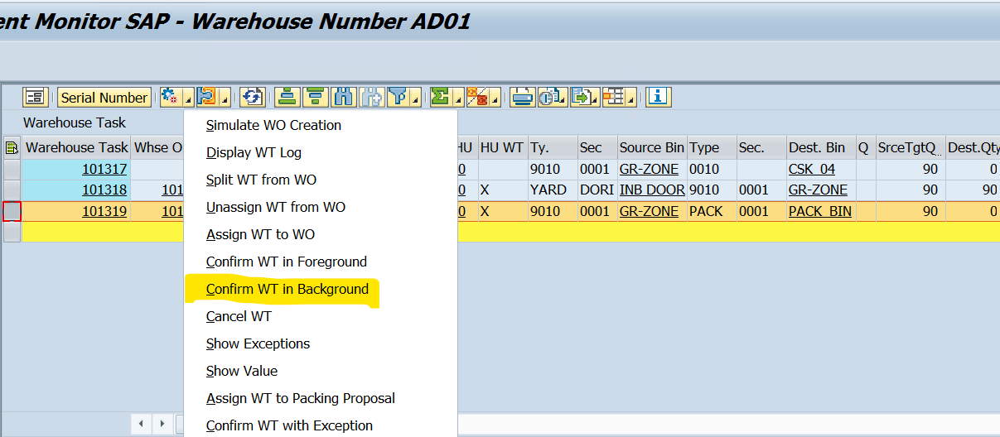 ent Monitor SAP - Warehouse Number AD01
Serial Number
Warehouse Task
Warehouse Task Whse O HU HU WT Ty. Sec Source Bin Type Sec. Dest. Bin Q SrceTgtQ Dest.Qty
101317 0 9010 0001 GR-ZONE 0010 CSK_04 90 0
101318 101 0 X YARD DORI INB DOOR 9010 0001 GR-ZONE 90 90
101319 101 0 X 9010 0001 GR-ZONE PACK 0001 PACK_BIN 90 0
Simulate WO Creation
Display WT Log
Split WT from WO
Unassign WT from WO
Assign WT to WO
Confirm WT in Foreground
Confirm WT in Background
Cancel WT
Show Exceptions
Show Value
Assign WT to Packing Proposal
Confirm WT with Exception